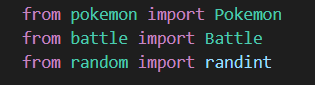 from pokemon import Pokemon
from battle import Battle
from random import randint